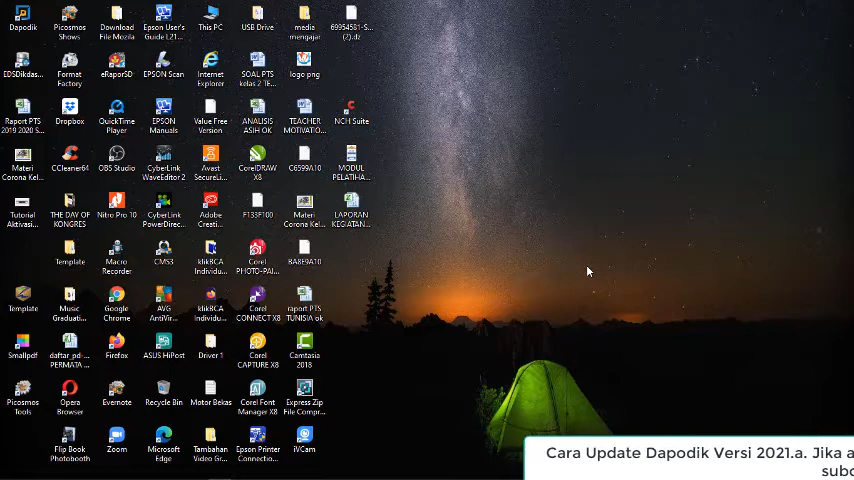 Dapodik
Picosmos
Shows
Download
File Mozila
Epson User's
Guide L21...
This PC
USB Drive
media
mengajar
69954581-S...
(2).dz
EDSDikdas...
Format
Factory
eRaporSD
EPSON Scan
Internet
Explorer
SOAL PTS
kelas 2 TE...
logo png
Raport PTS
2019 2020 S...
Dropbox
QuickTime
Player
EPSON
Manuals
Value Free
Version
ANALISIS
ASIH OK
TEACHER
MOTIVATIO...
NCH Suite
Materi
Corona Kel...
CCleaner64
OBS Studio
CyberLink
WaveEditor 2
Avast
SecureLi...
CorelDRAW
X8
C6599A10
MODUL
PELATIHA...
Tutorial
Aktivasi...
THE DAY OF
KONGRES
Nitro Pro 10
CyberLink
PowerDirec...
Adobe
Creati...
F133F100
Materi
Corona Kel...
LAPORAN
KEGIATAN...
Template
Macro
Recorder
CMS3
klikBCA
Individu...
Corel
PHOTO-PAI...
BA8E9A10
Template
Music
Graduati...
Google
Chrome
AVG
AntiVir...
klikBCA
Individu...
Corel
CONNECT X8
raport PTS
TUNISIA ok
Smallpdf
daftar_pd-...
PERMATA ...
Firefox
ASUS HiPost
Driver 1
Corel
CAPTURE X8
Camtasia
2018
Picosmos
Tools
Opera
Browser
Evernote
Recycle Bin
Motor Bekas
Corel Font
Manager X8
Express Zip
File Compr...
Flip Book
Photobooth
Zoom
Microsoft
Edge
Tambahan
Video Gr...
Epson Printer
Connectio...
iVCam
Cara Update Dapodik Versi 2021.a. Jika a
subc